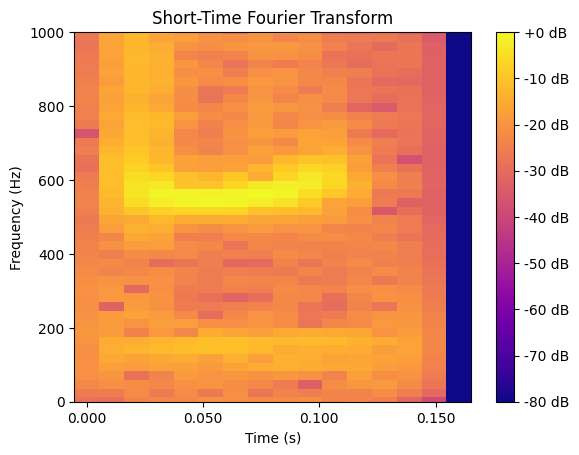 Short-Time Fourier Transform
1000
800
600
400
200
0
Frequency (Hz)
0.000
0.050
0.100
0.150
Time (s)
+0 dB
-10 dB
-20 dB
-30 dB
-40 dB
-50 dB
-60 dB
-70 dB
-80 dB